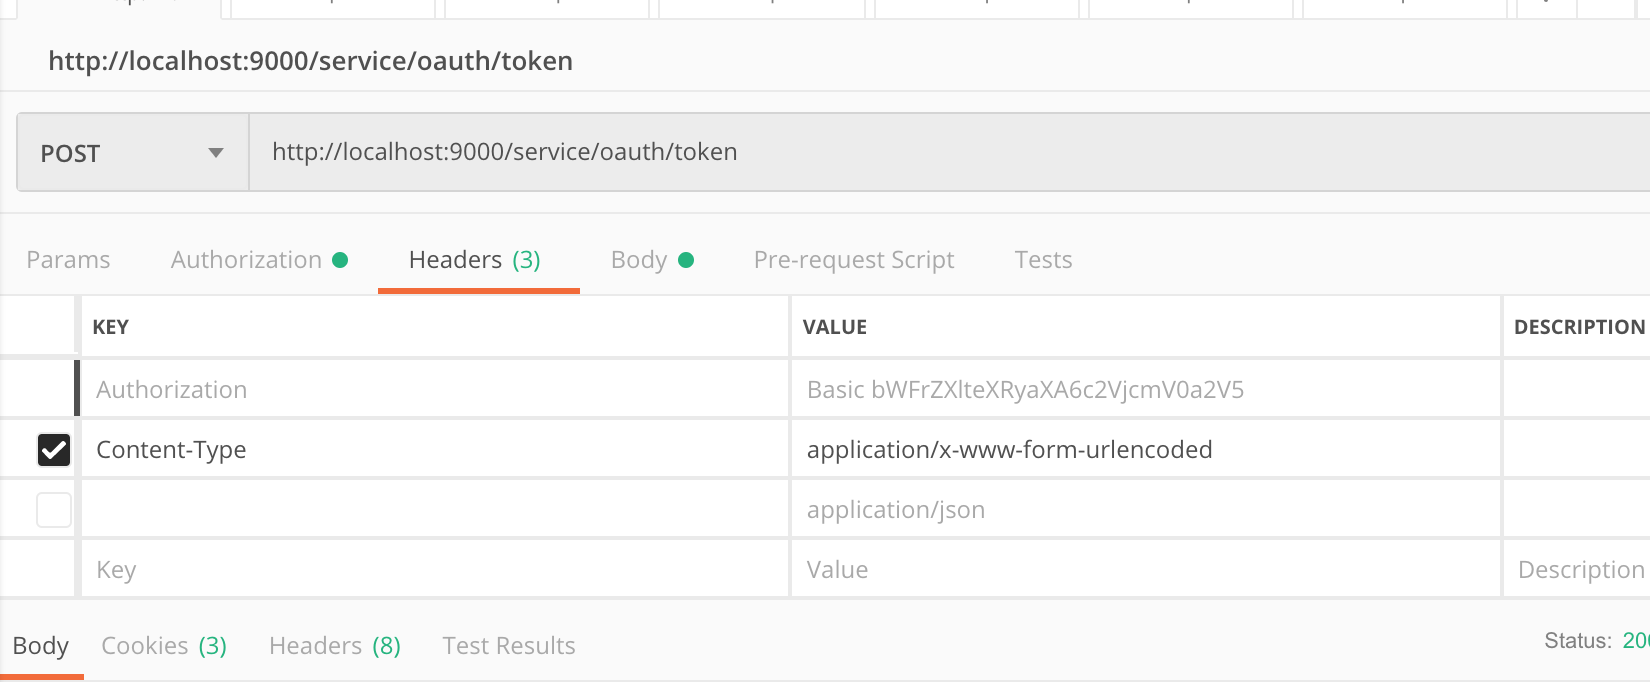 http://localhost:9000/service/oauth/token
POST http://localhost:9000/service/oauth/token
Params Authorization Headers (3) Body Pre-request Script Tests
KEY VALUE DESCRIPTION
Authorization Basic bWFrZXlteXRyaXA6c2VjcmV0a2V5
Content-Type application/x-www-form-urlencoded
application/json
Key Value Description
Body Cookies (3) Headers (8) Test Results Status: